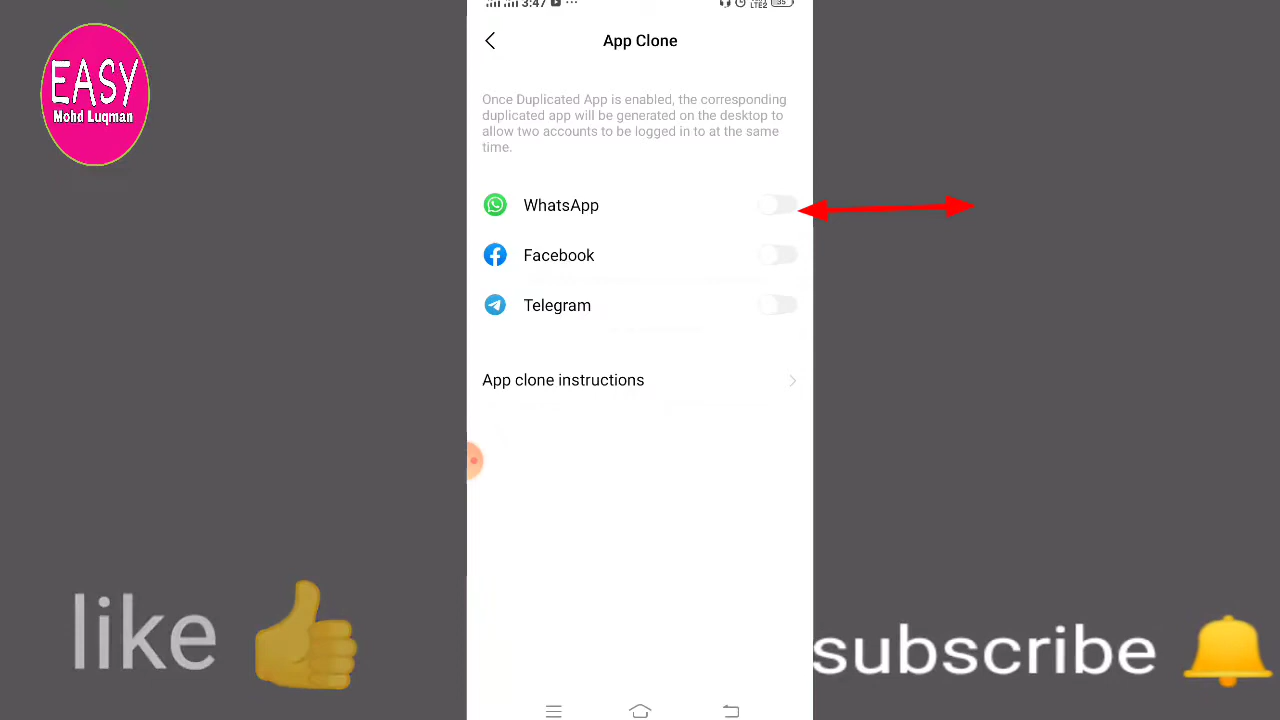 EASY
Mohd Luqman
3:47
LTE2
35
App Clone
Once Duplicated App is enabled, the corresponding
duplicated app will be generated on the desktop to
allow two accounts to be logged in to at the same
time.
WhatsApp
Facebook
Telegram
App clone instructions
like
subscribe